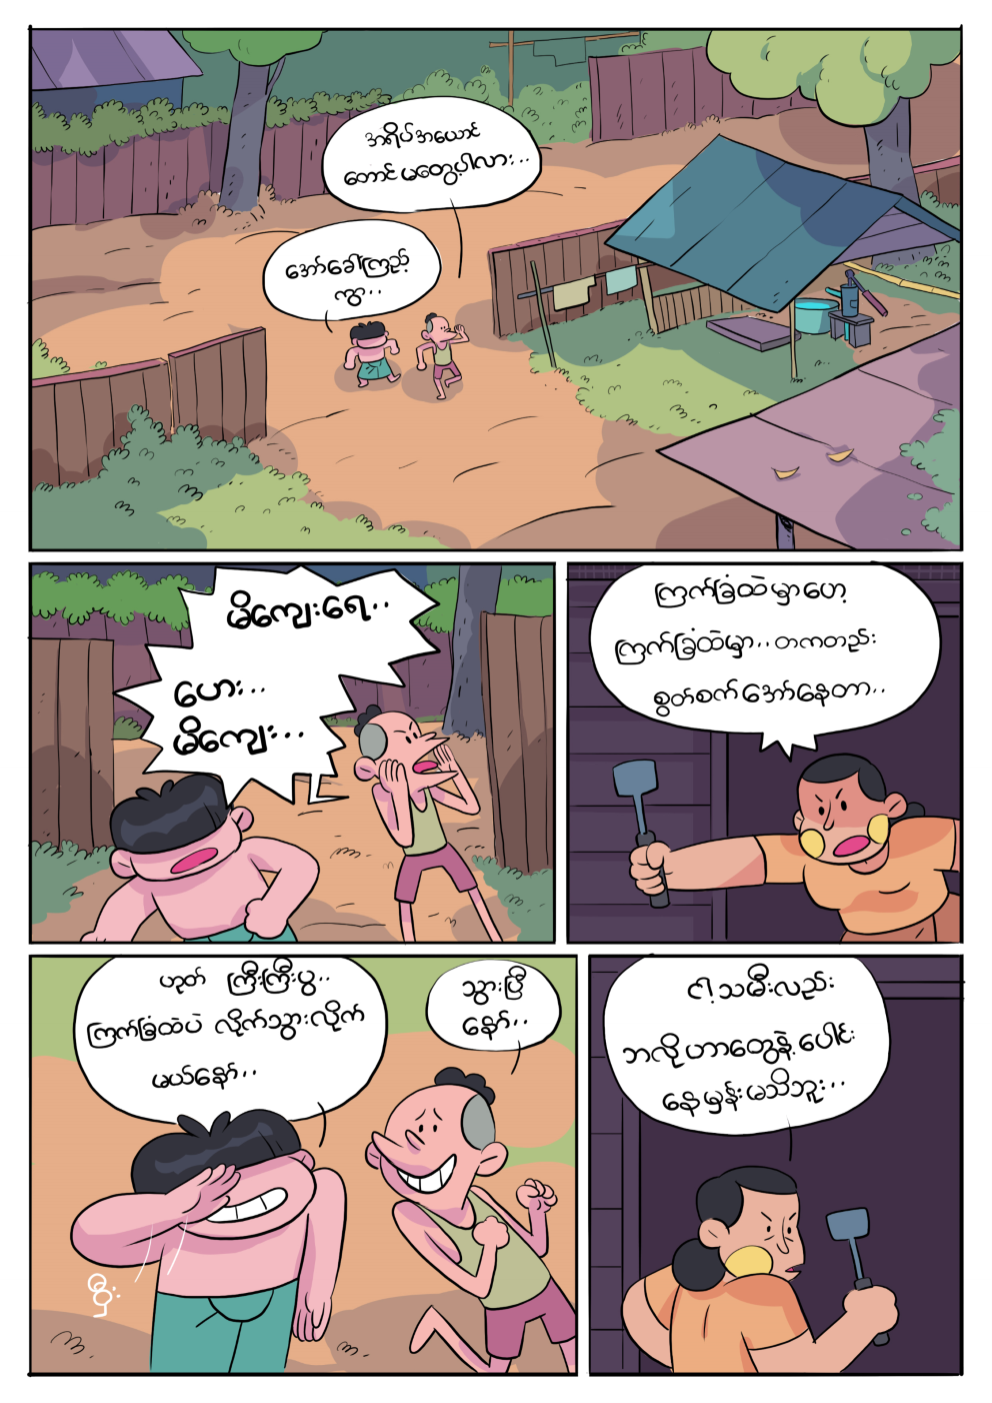 အရိပ်အယောင်
တောင် မတွေ့ပါလား...
အော်ခေါ်ကြည့်
ကွာ..
မိကျေးရေ..
ဟေး..
မိကျေး...
ကြက်ခြံထဲမှာဟေ့
ကြက်ခြံထဲမှာ..တကတည်း
စွတ်စက်အော်နေတာ..
ဟုတ် ကြီးကြီးပွ..
ကြက်ခြံထဲပဲ လိုက်သွားလိုက်
မယ်နော်..
သွားပြီ
နော်..
ငါ့သမီးလည်း
ဘလိုဟာတွေနဲ့ပေါင်း
နေမှန်းမသိဘူး...